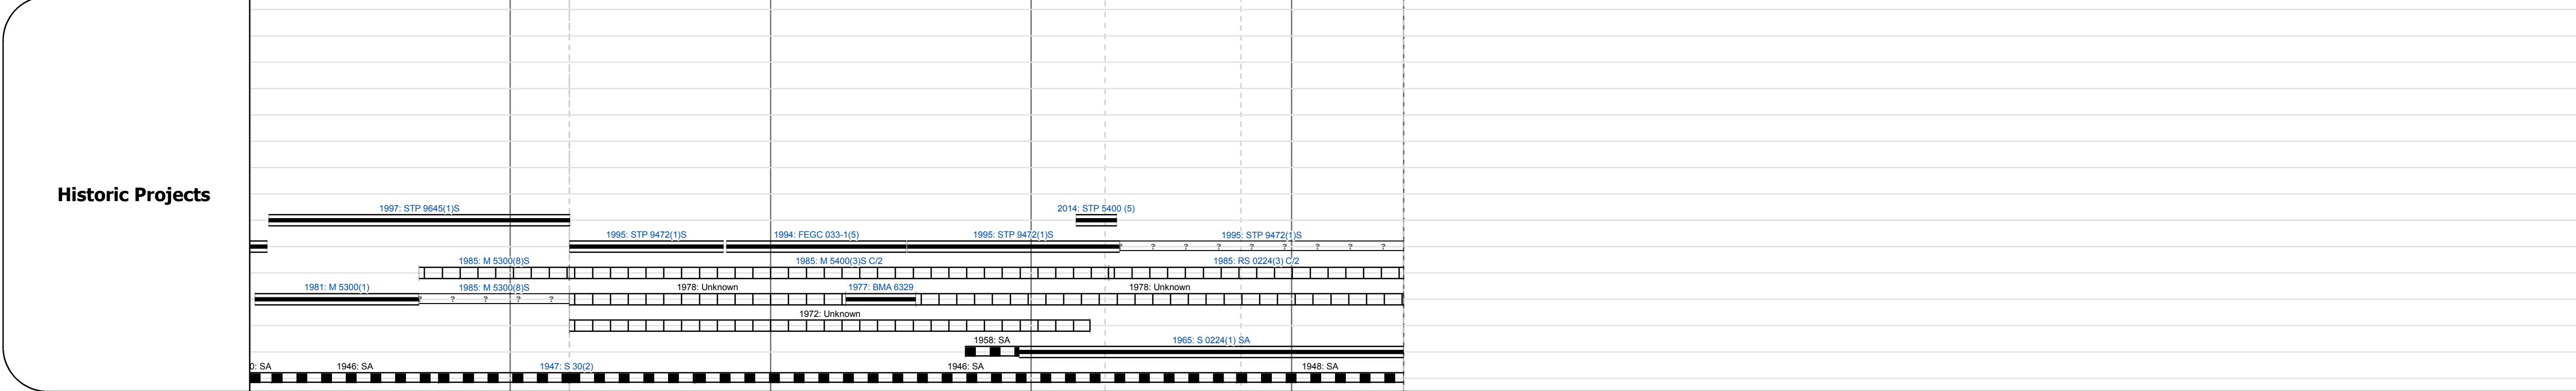 Historic Projects
1997: STP 9645(1)S
2014: STP 5400 (5)
1995: STP 9472(1)S
1994: FEGC 033-1(5)
1995: STP 9472(1)S
1995: STP 9472(1)S
? ? ? ? ? ? ? ? ?
1985: M 5300(8)S
1985: M 5400(3)S C/2
1985: RS 0224(3) C/2
1981: M 5300(1)
1985: M 5300(8)S
1978: Unknown
1977: BMA 6329
1978: Unknown
? ? ? ? ?
1972: Unknown
1958: SA
1965: S 0224(1) SA
0: SA
1946: SA
1947: S 30(2)
1946: SA
1948: SA